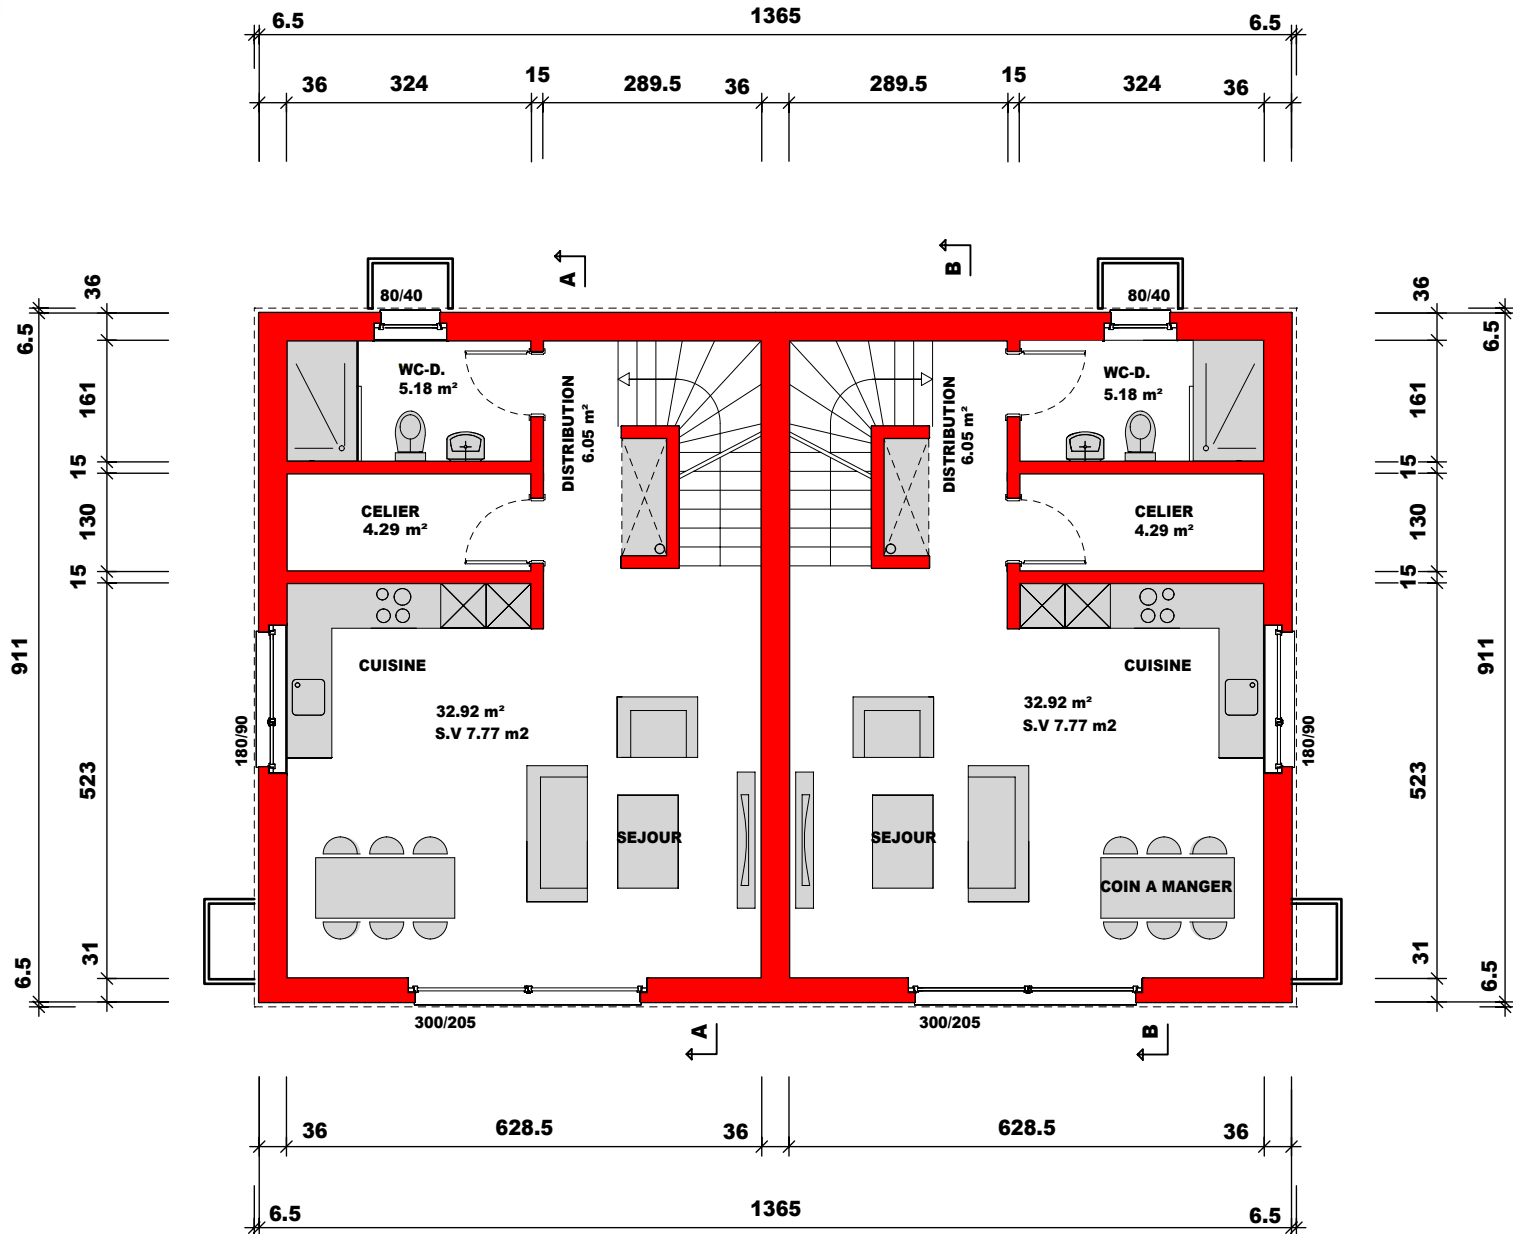 6.5 1365 6.5
36 324 15 289.5 36 289.5 15 324 36
A B
80/40 80/40
36 36
6.5 6.5
WC-D.
5.18 m²
WC-D.
5.18 m²
161 161
DISTRIBUTION
6.05 m²
DISTRIBUTION
6.05 m²
15 15
CELIER
4.29 m²
CELIER
4.29 m²
130 130
15 15
CUISINE CUISINE
911 911
32.92 m²
S.V 7.77 m2
32.92 m²
S.V 7.77 m2
180/90 180/90
523 523
SEJOUR SEJOUR
COIN A MANGER
31 31
6.5 6.5
300/205 300/205
A B
36 628.5 36 628.5 36
6.5 1365 6.5